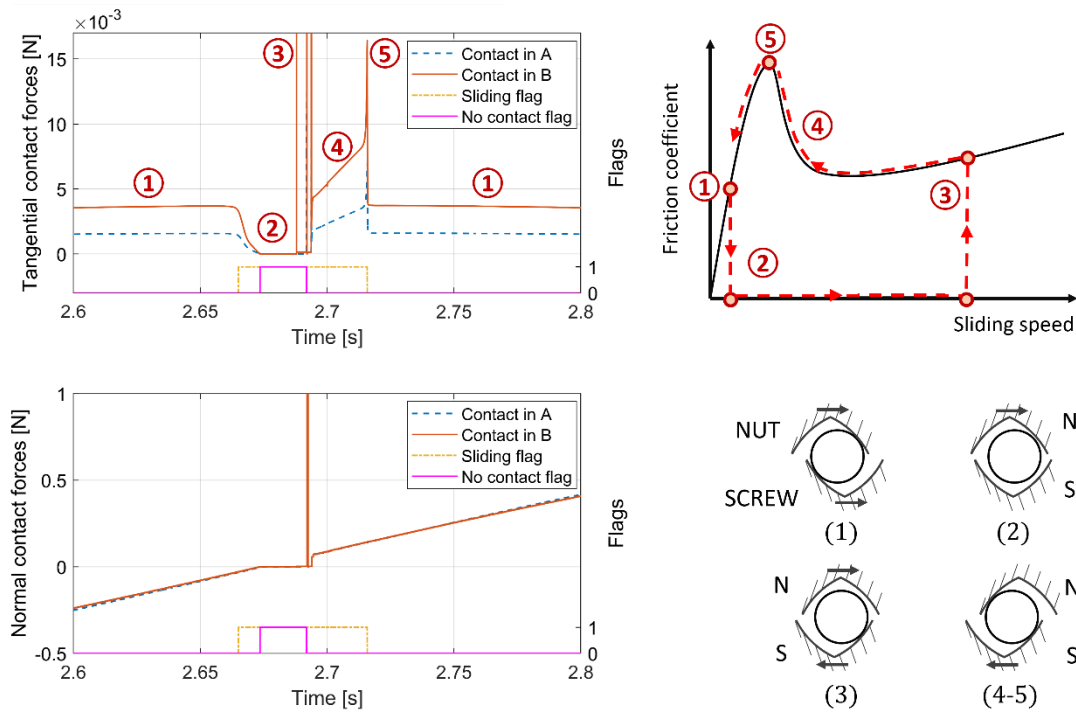 ×10⁻³
Tangential contact forces [N]
15
10
5
0
Contact in A
Contact in B
Sliding flag
No contact flag
① ② ③ ④ ⑤ ①
Flags
1
0
2.6 2.65 2.7 2.75 2.8
Time [s]
Friction coefficient
⑤
④
①
③
②
Sliding speed
Normal contact forces [N]
1
0.5
0
-0.5
Contact in A
Contact in B
Sliding flag
No contact flag
Flags
1
0
2.6 2.65 2.7 2.75 2.8
Time [s]
NUT
SCREW
(1)
N
S
(2)
N
S
(3)
N
S
(4-5)